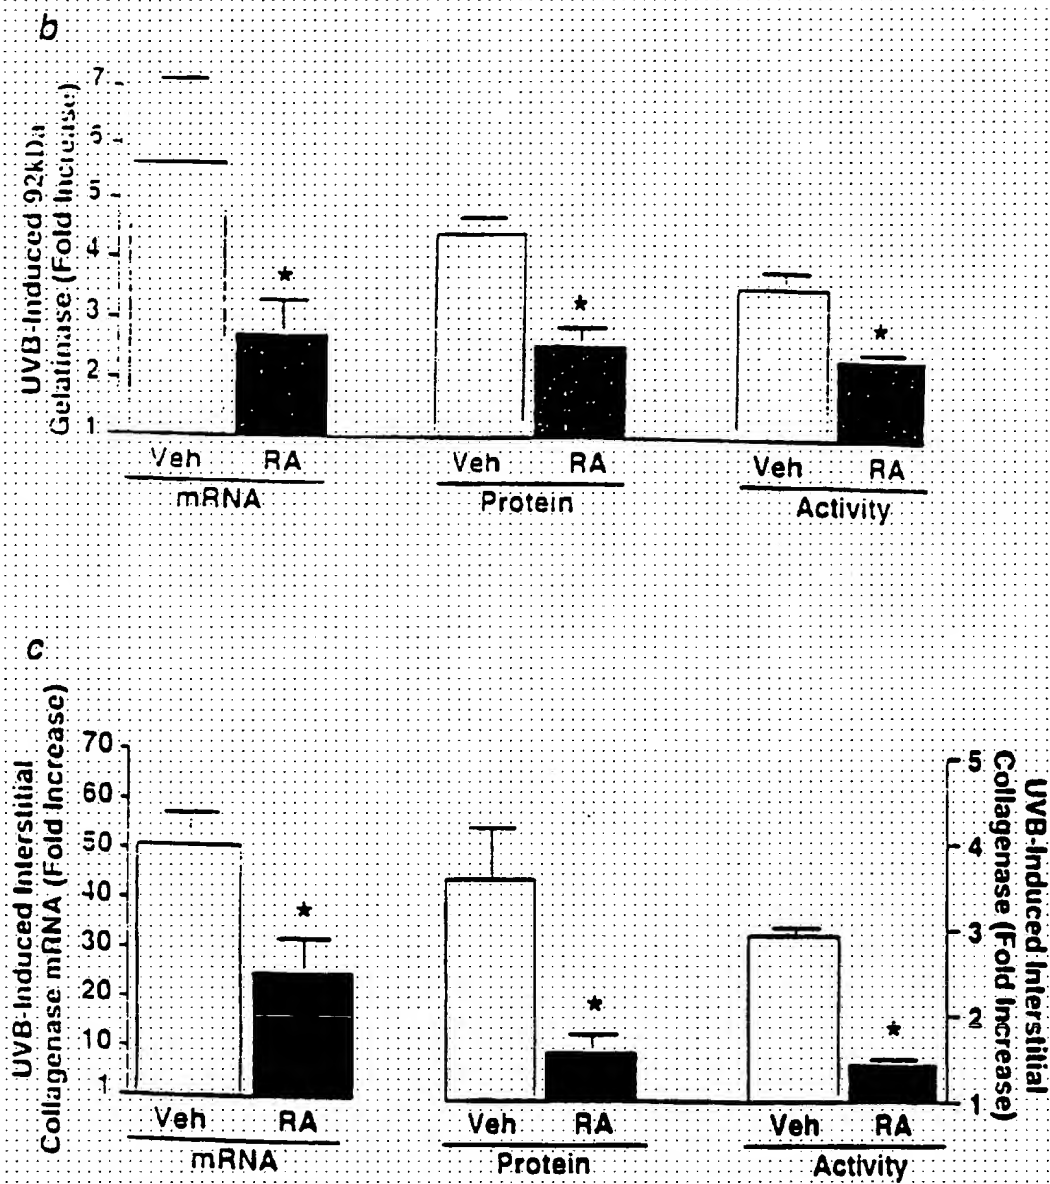 b
UVB-Induced 92kDa
Gelatinase (Fold Increase)
7
6
5
4
3
2
1
★
★
★
Veh RA Veh RA Veh RA
mRNA Protein Activity
c
UVB-Induced Interstitial
Collagenase mRNA (Fold Increase)
70
60
50
40
30
20
10
1
★
★
★
5
4
3
2
1
UVB-Induced Interstitial
Collagenase (Fold Increase)
Veh RA Veh RA Veh RA
mRNA Protein Activity